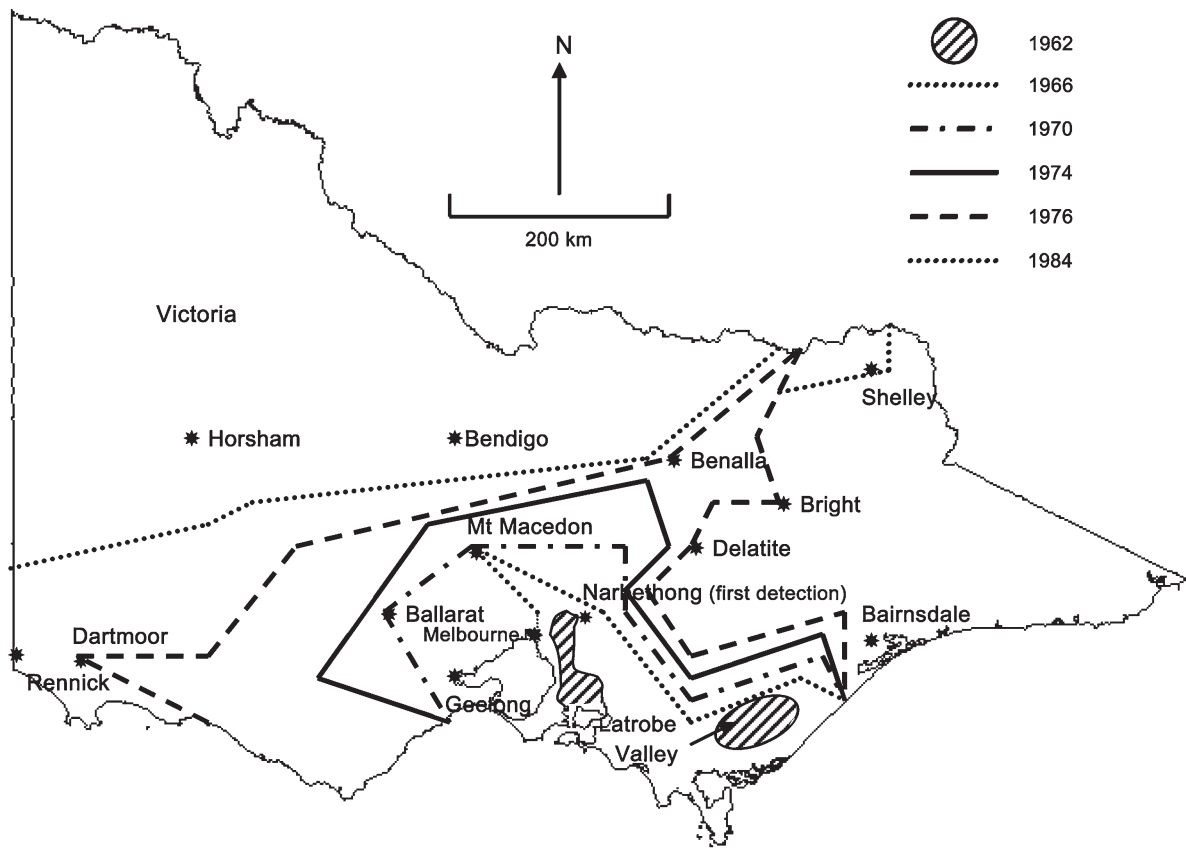 N
1962
1966
1970
1974
1976
1984
200 km
Victoria
Shelley
Horsham
Bendigo
Benalla
Bright
Mt Macedon
Delatite
Narbethong (first detection)
Ballarat
Bairnsdale
Melbourne
Dartmoor
Rennick
Geelong
Latrobe
Valley